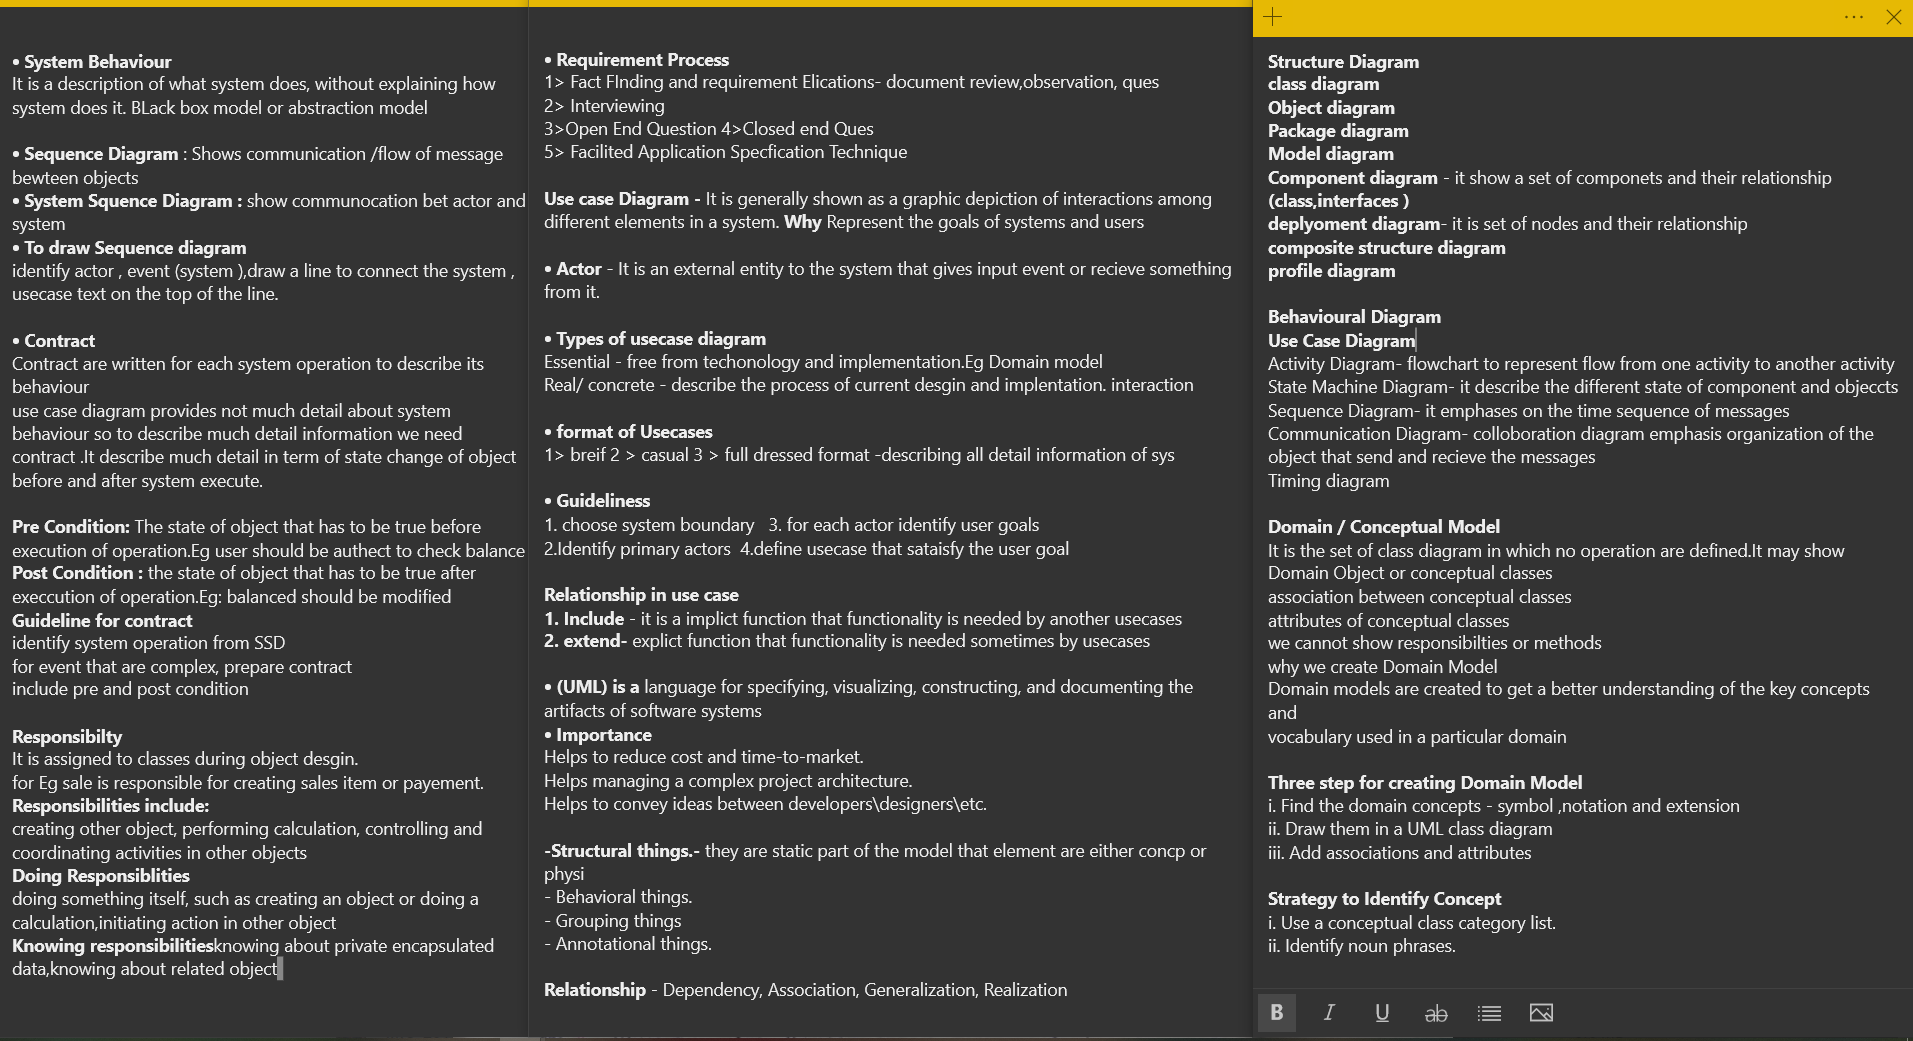 • System Behaviour
It is a description of what system does, without explaining how
system does it. BLack box model or abstraction model
• Sequence Diagram : Shows communication /flow of message
bewteen objects
• System Squence Diagram : show communocation bet actor and
system
• To draw Sequence diagram
identify actor , event (system ),draw a line to connect the system ,
usecase text on the top of the line.
• Contract
Contract are written for each system operation to describe its
behaviour
use case diagram provides not much detail about system
behaviour so to describe much detail information we need
contract .It describe much detail in term of state change of object
before and after system execute.
Pre Condition: The state of object that has to be true before
execution of operation.Eg user should be authect to check balance
Post Condition : the state of object that has to be true after
execcution of operation.Eg: balanced should be modified
Guideline for contract
identify system operation from SSD
for event that are complex, prepare contract
include pre and post condition
Responsibilty
It is assigned to classes during object desgin.
for Eg sale is responsible for creating sales item or payement.
Responsibilities include:
creating other object, performing calculation, controlling and
coordinating activities in other objects
Doing Responsiblities
doing something itself, such as creating an object or doing a
calculation,initiating action in other object
Knowing responsibilitiesknowing about private encapsulated
data,knowing about related object
• Requirement Process
1> Fact FInding and requirement Elications- document review,observation, ques
2> Interviewing
3>Open End Question 4>Closed end Ques
5> Facilited Application Specfication Technique
Use case Diagram - It is generally shown as a graphic depiction of interactions among
different elements in a system. Why Represent the goals of systems and users
• Actor - It is an external entity to the system that gives input event or recieve something
from it.
• Types of usecase diagram
Essential - free from techonology and implementation.Eg Domain model
Real/ concrete - describe the process of current desgin and implentation. interaction
• format of Usecases
1> breif 2 > casual 3 > full dressed format -describing all detail information of sys
• Guideliness
1. choose system boundary   3. for each actor identify user goals
2.Identify primary actors  4.define usecase that sataisfy the user goal
Relationship in use case
1. Include - it is a implict function that functionality is needed by another usecases
2. extend- explict function that functionality is needed sometimes by usecases
• (UML) is a language for specifying, visualizing, constructing, and documenting the
artifacts of software systems
• Importance
Helps to reduce cost and time-to-market.
Helps managing a complex project architecture.
Helps to convey ideas between developers\designers\etc.
-Structural things.- they are static part of the model that element are either concp or
physi
- Behavioral things.
- Grouping things
- Annotational things.
Relationship - Dependency, Association, Generalization, Realization
Structure Diagram
class diagram
Object diagram
Package diagram
Model diagram
Component diagram - it show a set of componets and their relationship
(class,interfaces )
deplyoment diagram- it is set of nodes and their relationship
composite structure diagram
profile diagram
Behavioural Diagram
Use Case Diagram
Activity Diagram- flowchart to represent flow from one activity to another activity
State Machine Diagram- it describe the different state of component and objeccts
Sequence Diagram- it emphases on the time sequence of messages
Communication Diagram- colloboration diagram emphasis organization of the
object that send and recieve the messages
Timing diagram
Domain / Conceptual Model
It is the set of class diagram in which no operation are defined.It may show
Domain Object or conceptual classes
association between conceptual classes
attributes of conceptual classes
we cannot show responsibilties or methods
why we create Domain Model
Domain models are created to get a better understanding of the key concepts
and
vocabulary used in a particular domain
Three step for creating Domain Model
i. Find the domain concepts - symbol ,notation and extension
ii. Draw them in a UML class diagram
iii. Add associations and attributes
Strategy to Identify Concept
i. Use a conceptual class category list.
ii. Identify noun phrases.
B I U ab